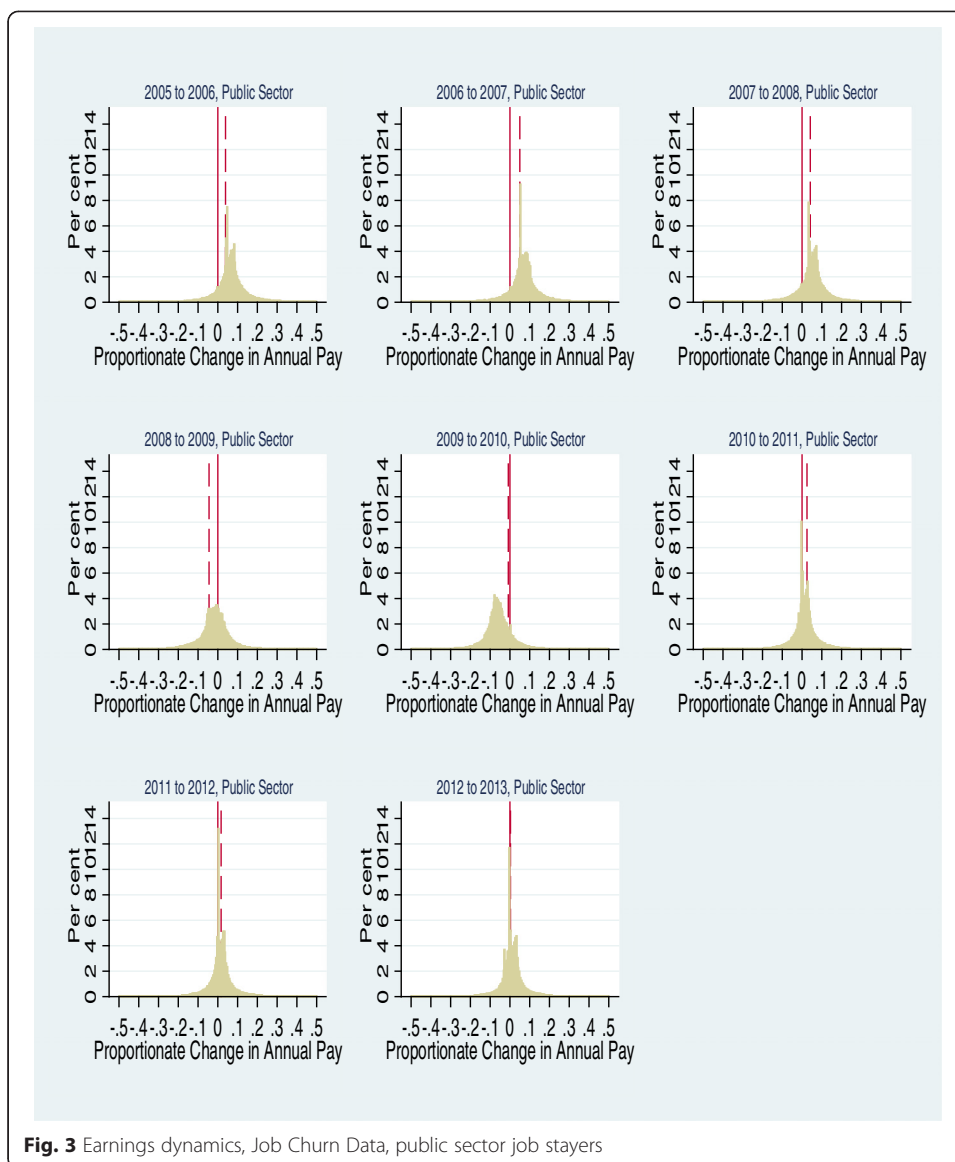 2005 to 2006, Public Sector
Per cent
0 2 4 6 8 10 12 14
-.5 -.4 -.3 -.2 -.1 0 .1 .2 .3 .4 .5
Proportionate Change in Annual Pay
2006 to 2007, Public Sector
Per cent
0 2 4 6 8 10 12 14
-.5 -.4 -.3 -.2 -.1 0 .1 .2 .3 .4 .5
Proportionate Change in Annual Pay
2007 to 2008, Public Sector
Per cent
0 2 4 6 8 10 12 14
-.5 -.4 -.3 -.2 -.1 0 .1 .2 .3 .4 .5
Proportionate Change in Annual Pay
2008 to 2009, Public Sector
Per cent
0 2 4 6 8 10 12 14
-.5 -.4 -.3 -.2 -.1 0 .1 .2 .3 .4 .5
Proportionate Change in Annual Pay
2009 to 2010, Public Sector
Per cent
0 2 4 6 8 10 12 14
-.5 -.4 -.3 -.2 -.1 0 .1 .2 .3 .4 .5
Proportionate Change in Annual Pay
2010 to 2011, Public Sector
Per cent
0 2 4 6 8 10 12 14
-.5 -.4 -.3 -.2 -.1 0 .1 .2 .3 .4 .5
Proportionate Change in Annual Pay
2011 to 2012, Public Sector
Per cent
0 2 4 6 8 10 12 14
-.5 -.4 -.3 -.2 -.1 0 .1 .2 .3 .4 .5
Proportionate Change in Annual Pay
2012 to 2013, Public Sector
Per cent
0 2 4 6 8 10 12 14
-.5 -.4 -.3 -.2 -.1 0 .1 .2 .3 .4 .5
Proportionate Change in Annual Pay
Fig. 3 Earnings dynamics, Job Churn Data, public sector job stayers